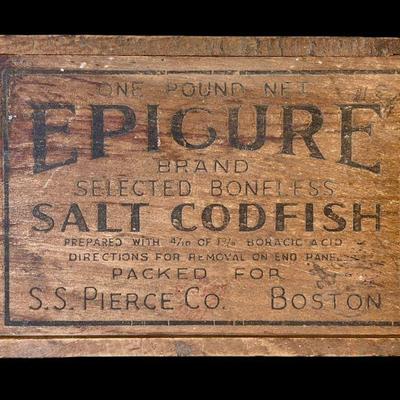 ONE POUND NET
EPICURE
BRAND
SELECTED BONELESS
SALT CODFISH
PREPARED WITH 4/10 OF 1% BORACIC ACID
DIRECTIONS FOR REMOVAL ON END PANEL
PACKED FOR
S.S. PIERCE CO. BOSTON